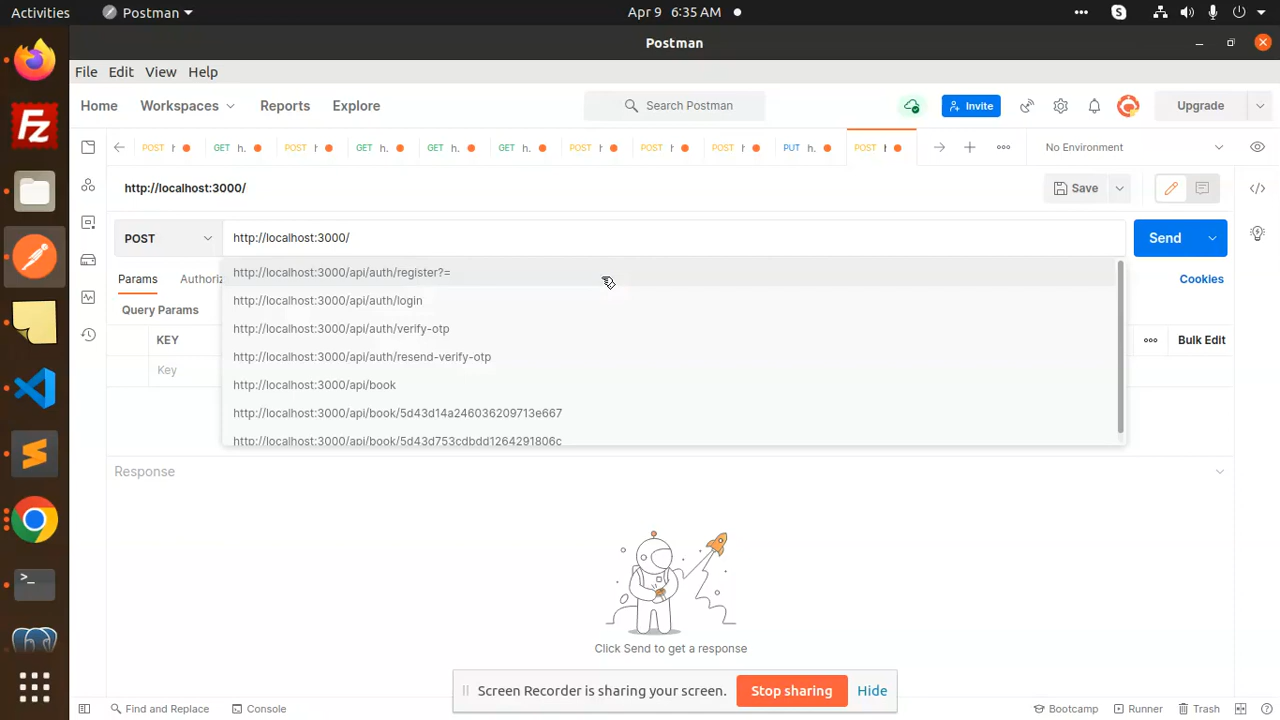 Activities Postman Apr 9 6:35 AM
Postman
File Edit View Help
Home Workspaces Reports Explore Search Postman Invite Upgrade
POST h GET h. POST h GET h. GET h. GET h. POST h POST h POST h PUT h. POST h No Environment
http://localhost:3000/ Save
POST http://localhost:3000/ Send
http://localhost:3000/api/auth/register?=
Params Authoriz Cookies
http://localhost:3000/api/auth/login
Query Params
http://localhost:3000/api/auth/verify-otp
KEY Bulk Edit
http://localhost:3000/api/auth/resend-verify-otp
Key
http://localhost:3000/api/book
http://localhost:3000/api/book/5d43d14a246036209713e667
http://localhost:3000/api/book/5d43d753cdbdd1264291806c
Response
Click Send to get a response
Screen Recorder is sharing your screen. Stop sharing Hide
Find and Replace Console Bootcamp Runner Trash